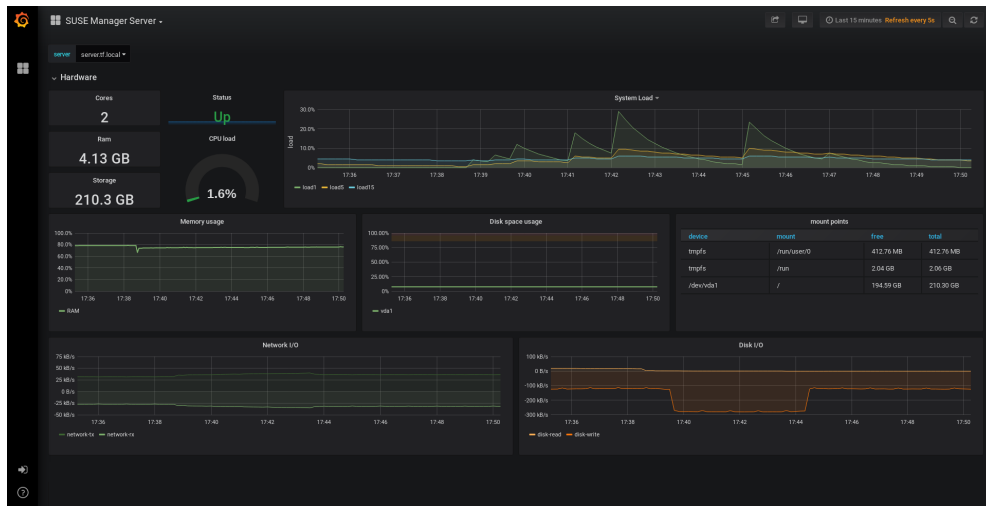 SUSE Manager Server
Last 15 minutes Refresh every 5s
server server.tf.local
Hardware
Cores
2
Ram
4.13 GB
Storage
210.3 GB
Status
Up
CPU load
1.6%
System Load
load
30.0%
20.0%
10.0%
0%
17:36 17:37 17:38 17:39 17:40 17:41 17:42 17:43 17:44 17:45 17:46 17:47 17:48 17:49 17:50
load1 load5 load15
Memory usage
100.0%
80.0%
60.0%
40.0%
20.0%
0%
17:36 17:38 17:40 17:42 17:44 17:46 17:48 17:50
RAM
Disk space usage
100.00%
75.00%
50.00%
25.00%
0%
17:36 17:38 17:40 17:42 17:44 17:46 17:48 17:50
vda1
mount points
device mount free total
tmpfs /run/user/0 412.76 MB 412.76 MB
tmpfs /run 2.04 GB 2.06 GB
/dev/vda1 / 194.59 GB 210.30 GB
Network I/O
75 kB/s
50 kB/s
25 kB/s
0 B/s
-25 kB/s
-50 kB/s
17:36 17:38 17:40 17:42 17:44 17:46 17:48 17:50
network-tx network-rx
Disk I/O
100 kB/s
0 B/s
-100 kB/s
-200 kB/s
-300 kB/s
17:36 17:38 17:40 17:42 17:44 17:46 17:48 17:50
disk-read disk-write